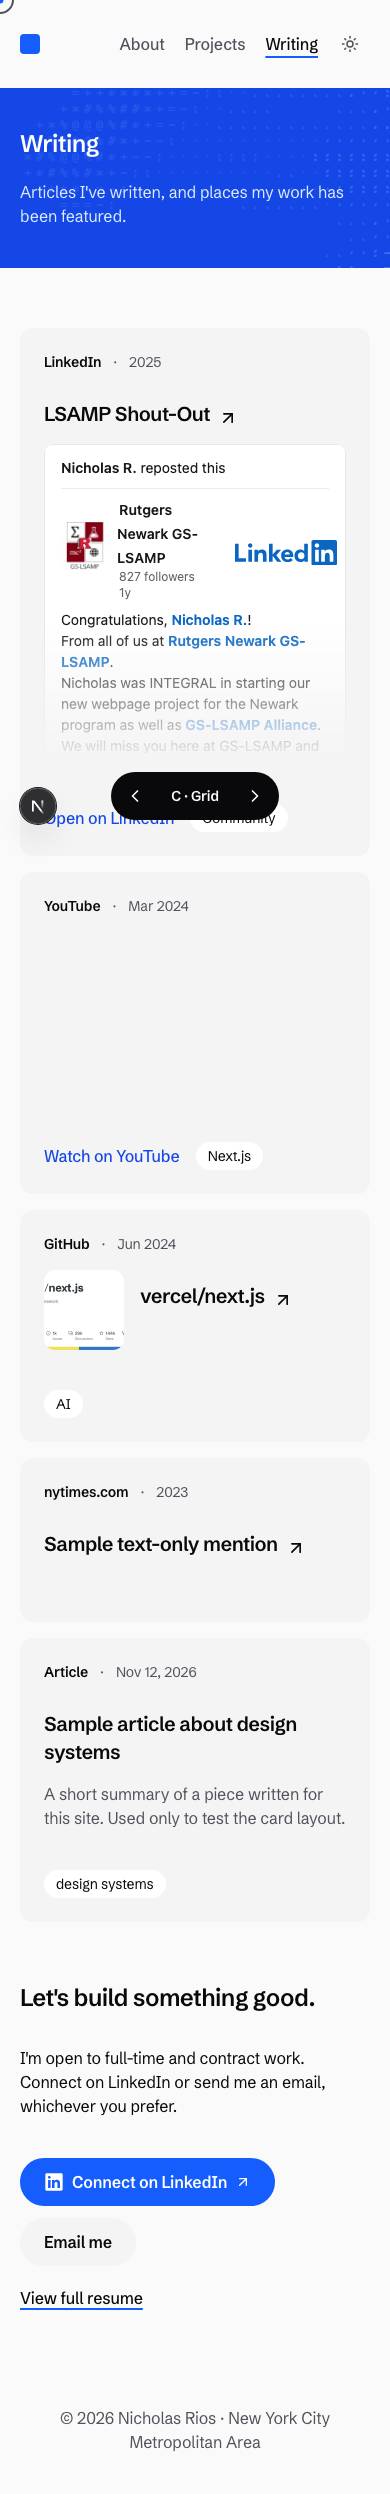 About Projects Writing
Writing
Articles I've written, and places my work has
been featured.
LinkedIn · 2025
LSAMP Shout-Out
Nicholas R. reposted this
Rutgers
Newark GS-
LSAMP
827 followers
1y
GS-LSAMP
Linkedin
Congratulations, Nicholas R.!
From all of us at Rutgers Newark GS-
LSAMP.
Nicholas was INTEGRAL in starting our
new webpage project for the Newark
program as well as GS-LSAMP Alliance.
We will miss you here at GS-LSAMP and
C · Grid
N
Open on LinkedIn Community
YouTube · Mar 2024
Watch on YouTube Next.js
GitHub · Jun 2024
/next.js
vercel/next.js
AI
nytimes.com · 2023
Sample text-only mention
Article · Nov 12, 2026
Sample article about design
systems
A short summary of a piece written for
this site. Used only to test the card layout.
design systems
Let's build something good.
I'm open to full-time and contract work.
Connect on LinkedIn or send me an email,
whichever you prefer.
in Connect on LinkedIn
Email me
View full resume
© 2026 Nicholas Rios · New York City
Metropolitan Area